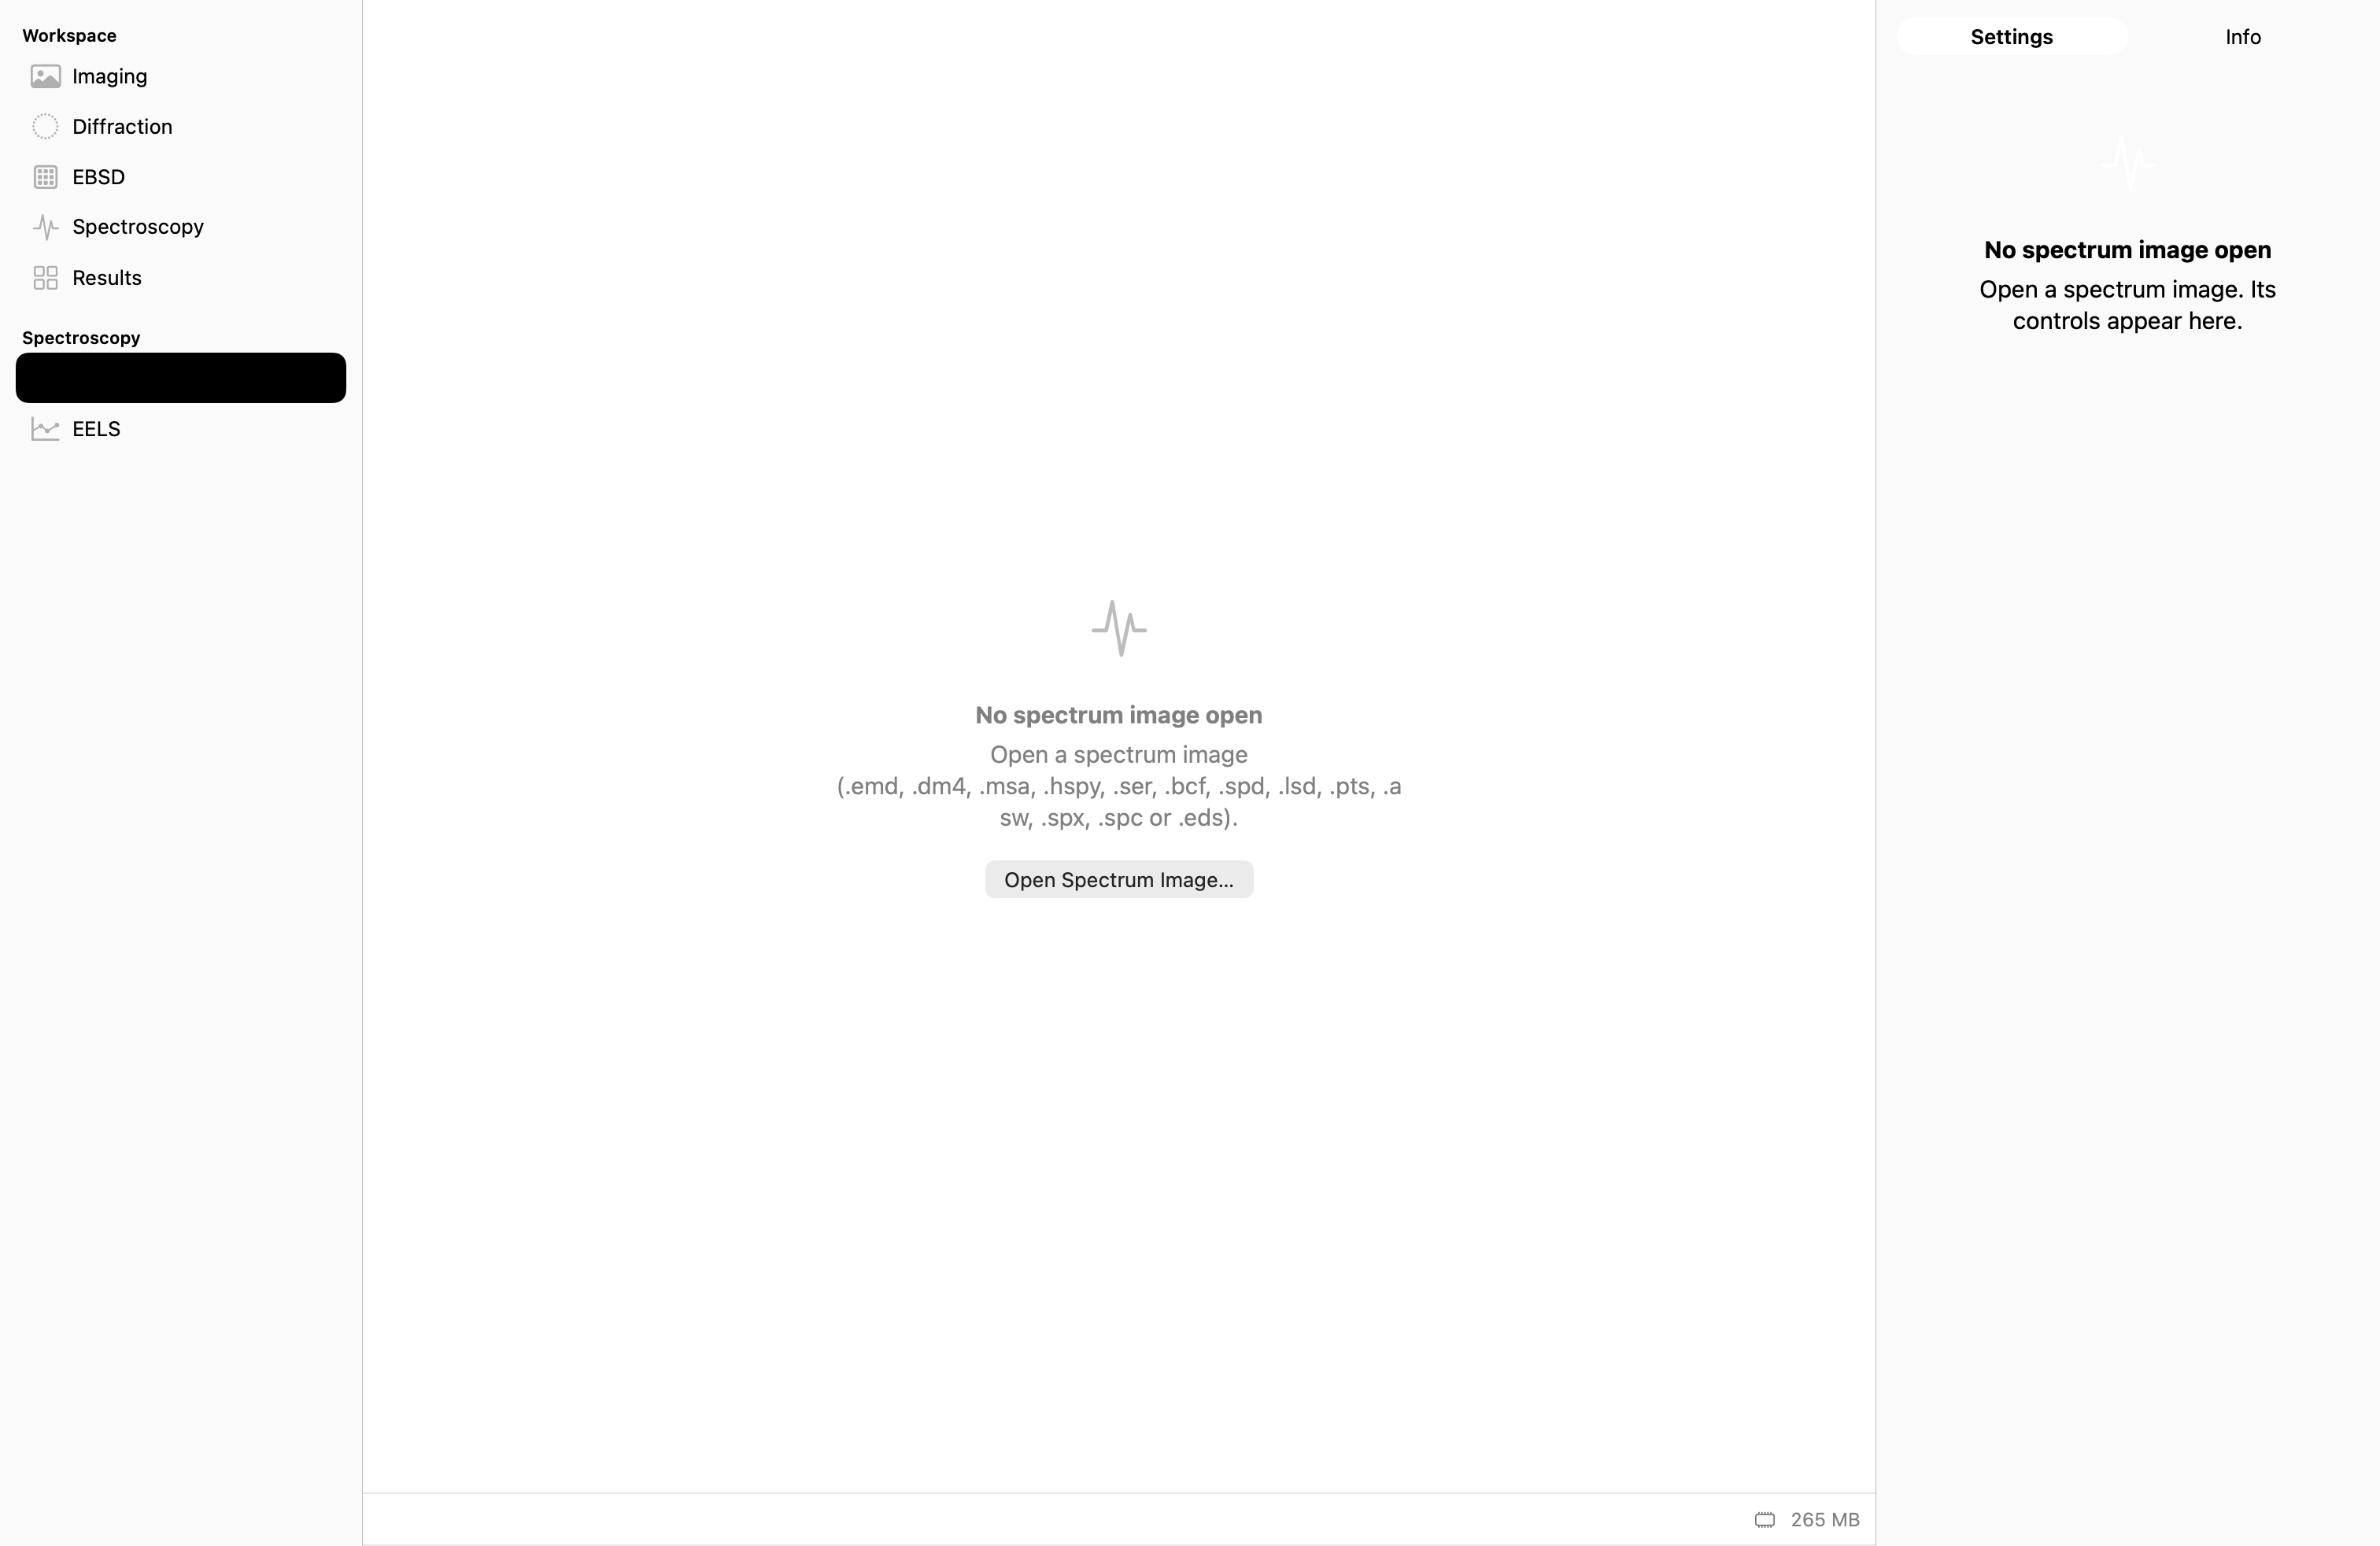 Workspace
Imaging
Diffraction
EBSD
Spectroscopy
Results
Spectroscopy
EELS
No spectrum image open
Open a spectrum image
(.emd, .dm4, .msa, .hspy, .ser, .bcf, .spd, .lsd, .pts, .a
sw, .spx, .spc or .eds).
Open Spectrum Image...
265 MB
Settings
Info
No spectrum image open
Open a spectrum image. Its
controls appear here.